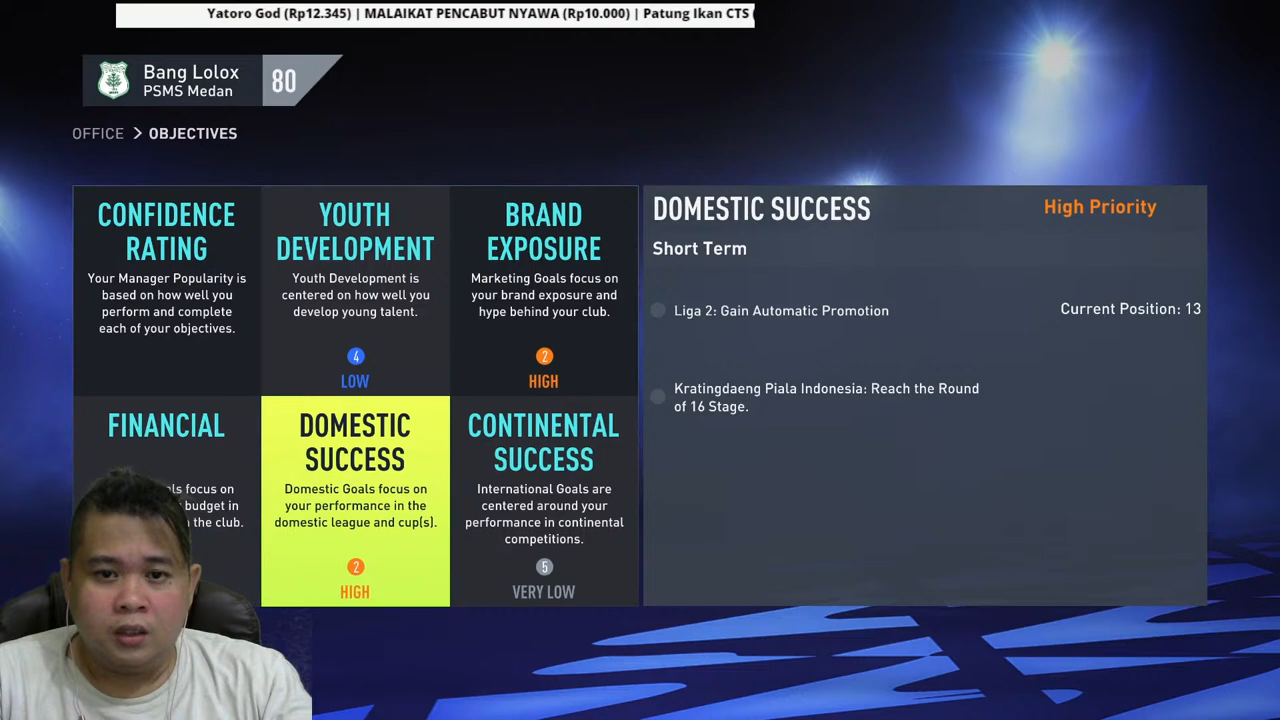 Yatoro God (Rp12.345) | MALAIKAT PENCABUT NYAWA (Rp10.000) | Patung Ikan CTS (
Bang Lolox
PSMS Medan
80
OFFICE > OBJECTIVES
CONFIDENCE
RATING
Your Manager Popularity is
based on how well you
perform and complete
each of your objectives.
YOUTH
DEVELOPMENT
Youth Development is
centered on how well you
develop young talent.
4
LOW
BRAND
EXPOSURE
Marketing Goals focus on
your brand exposure and
hype behind your club.
2
HIGH
FINANCIAL
focus on
budget in
the club.
DOMESTIC
SUCCESS
Domestic Goals focus on
your performance in the
domestic league and cup(s).
2
HIGH
CONTINENTAL
SUCCESS
International Goals are
centered around your
performance in continental
competitions.
5
VERY LOW
DOMESTIC SUCCESS
High Priority
Short Term
Liga 2: Gain Automatic Promotion
Current Position: 13
Kratingdaeng Piala Indonesia: Reach the Round
of 16 Stage.